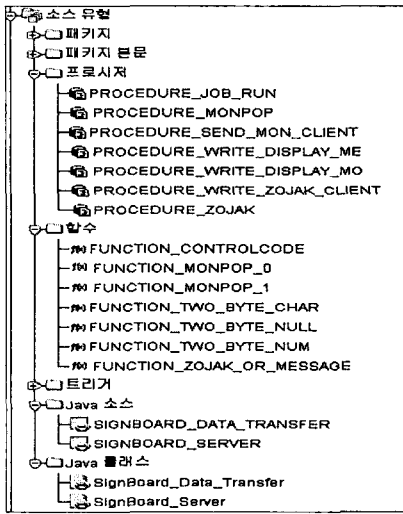 소스 유형
패키지
패키지 본문
프로시저
PROCEDURE_JOB_RUN
PROCEDURE_MONPOP
PROCEDURE_SEND_MON_CLIENT
PROCEDURE_WRITE_DISPLAY_ME
PROCEDURE_WRITE_DISPLAY_MO
PROCEDURE_WRITE_ZOJAK_CLIENT
PROCEDURE_ZOJAK
함수
f(x) FUNCTION_CONTROLCODE
f(x) FUNCTION_MONPOP_0
f(x) FUNCTION_MONPOP_1
f(x) FUNCTION_TWO_BYTE_CHAR
f(x) FUNCTION_TWO_BYTE_NULL
f(x) FUNCTION_TWO_BYTE_NUM
f(x) FUNCTION_ZOJAK_OR_MESSAGE
트리거
Java 소스
SIGNBOARD_DATA_TRANSFER
SIGNBOARD_SERVER
Java 클래스
SignBoard_Data_Transfer
SignBoard_Server